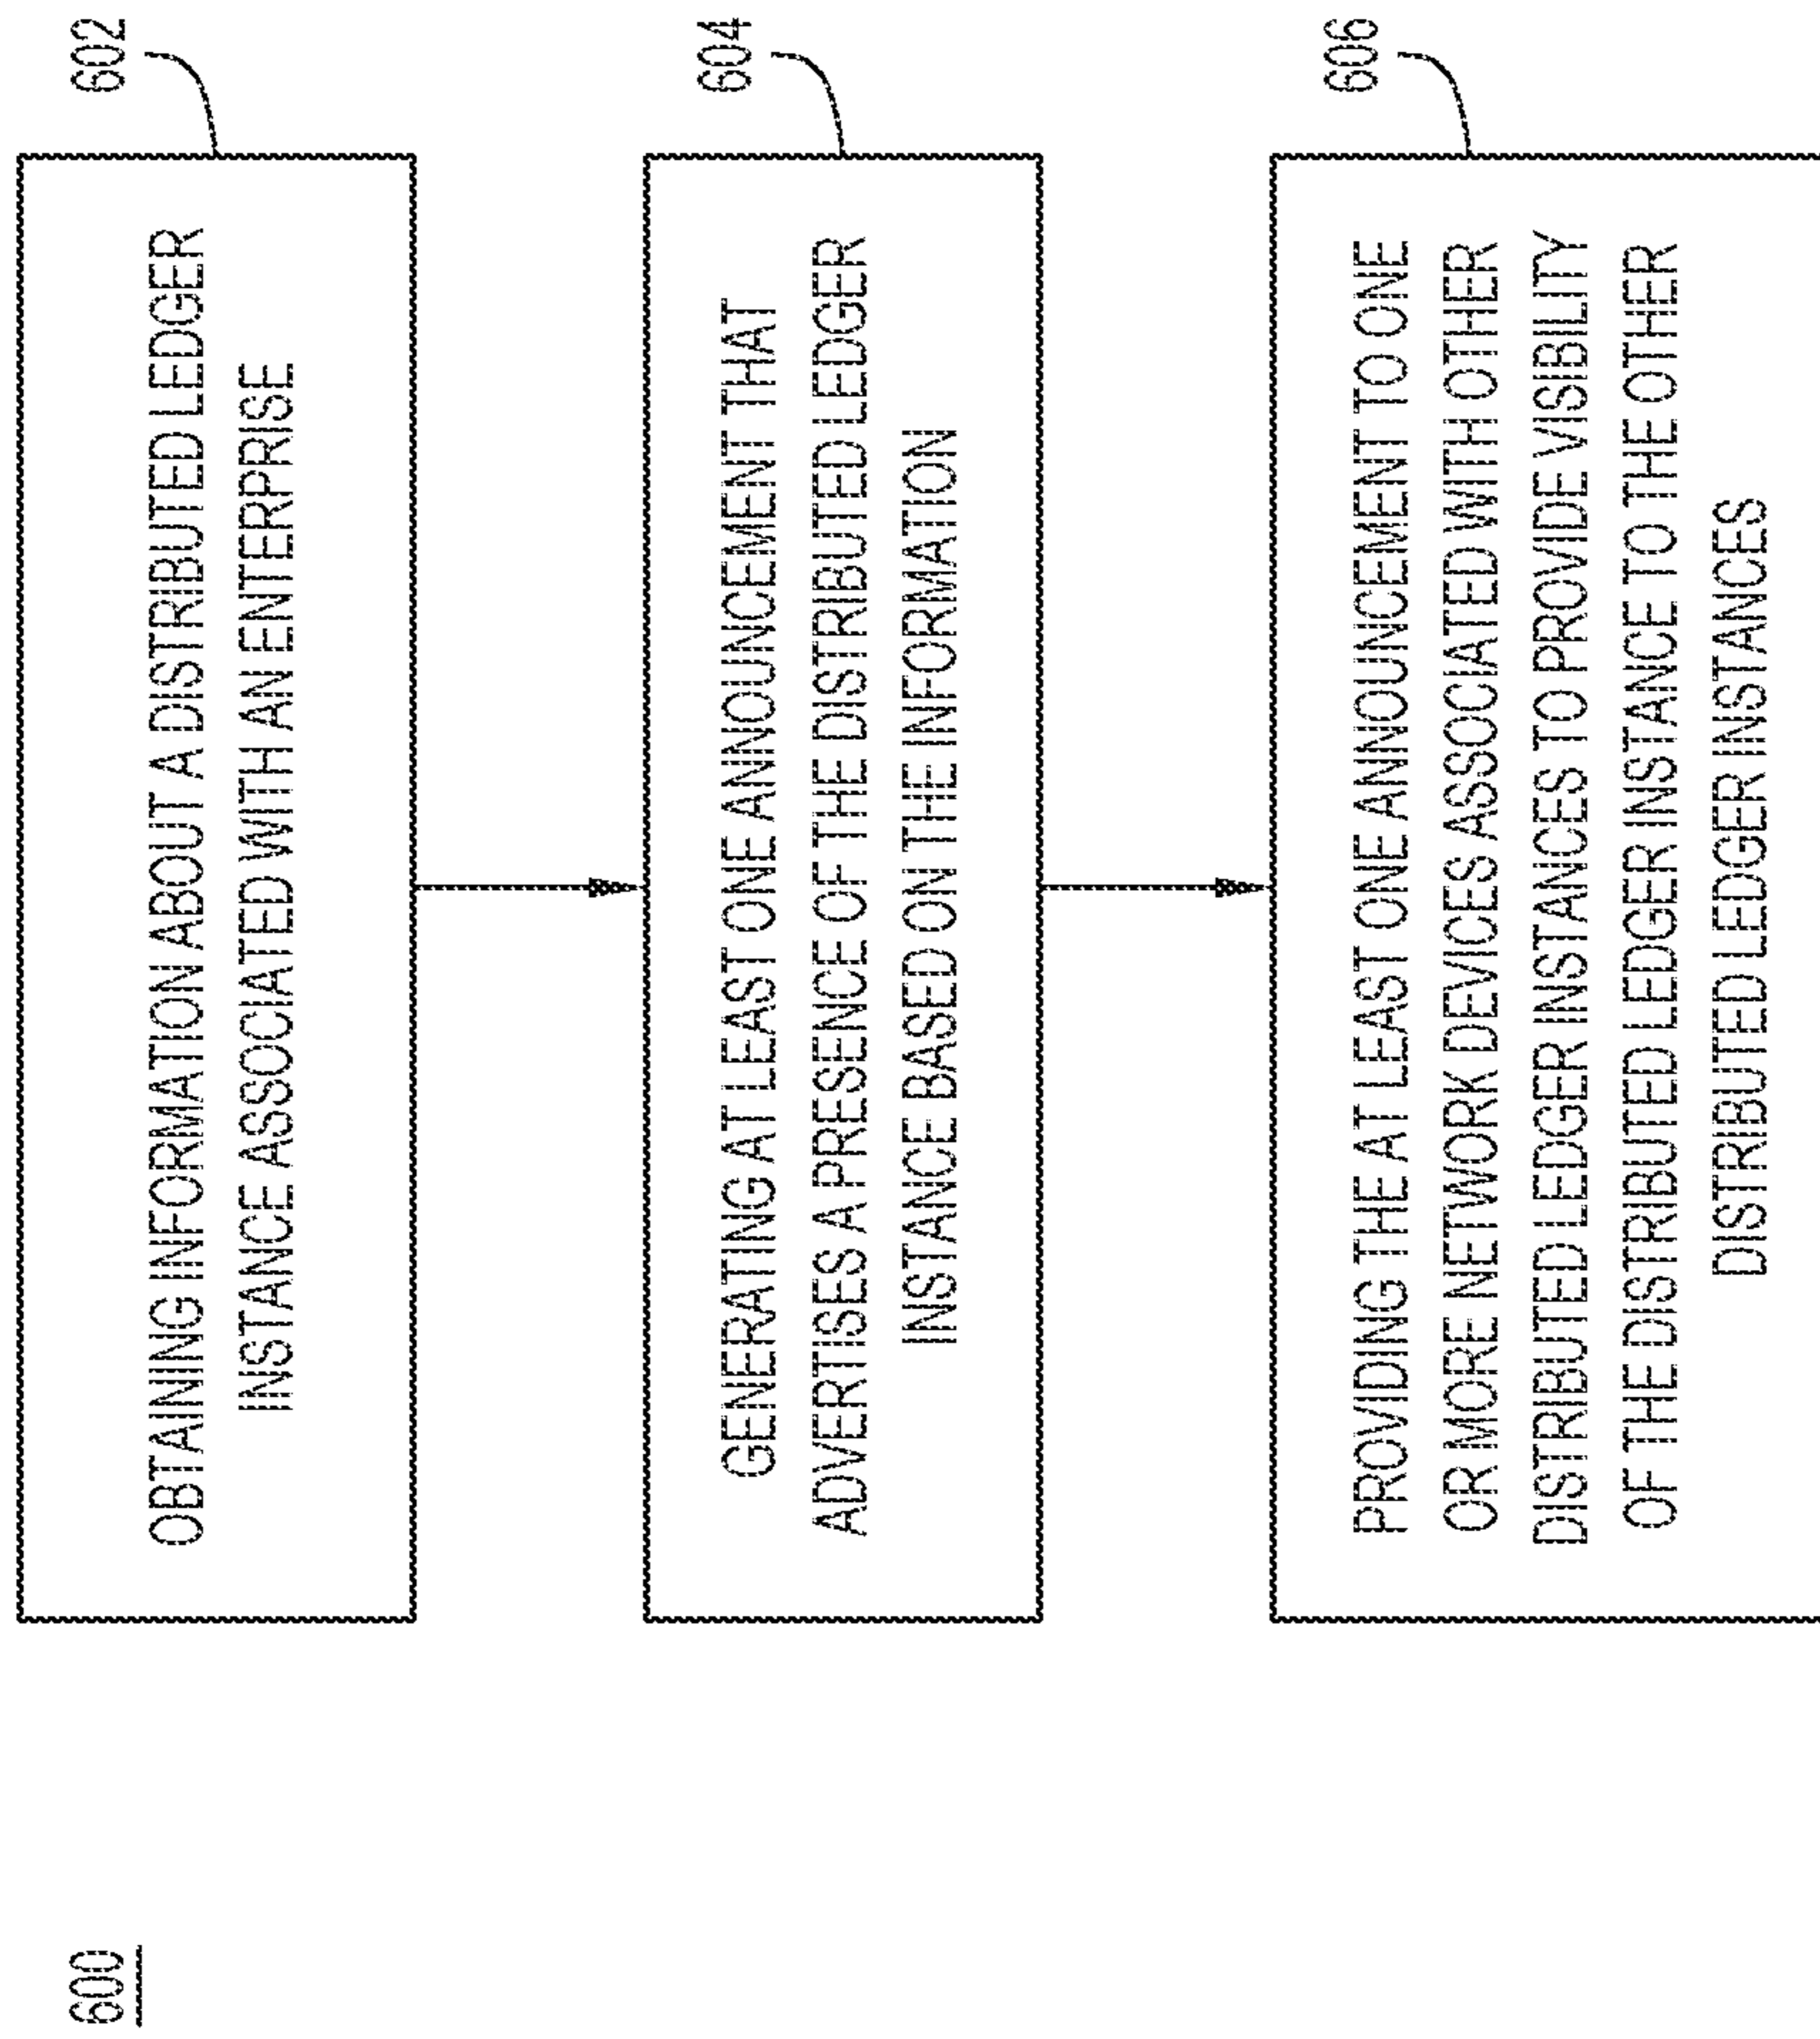 600
602
OBTAINING INFORMATION ABOUT A DISTRIBUTED LEDGER
INSTANCE ASSOCIATED WITH AN ENTERPRISE
604
GENERATING AT LEAST ONE ANNOUNCEMENT THAT
ADVERTISES A PRESENCE OF THE DISTRIBUTED LEDGER
INSTANCE BASED ON THE INFORMATION
606
PROVIDING THE AT LEAST ONE ANNOUNCEMENT TO ONE
OR MORE NETWORK DEVICES ASSOCIATED WITH OTHER
DISTRIBUTED LEDGER INSTANCES TO PROVIDE VISIBILITY
OF THE DISTRIBUTED LEDGER INSTANCE TO THE OTHER
DISTRIBUTED LEDGER INSTANCES